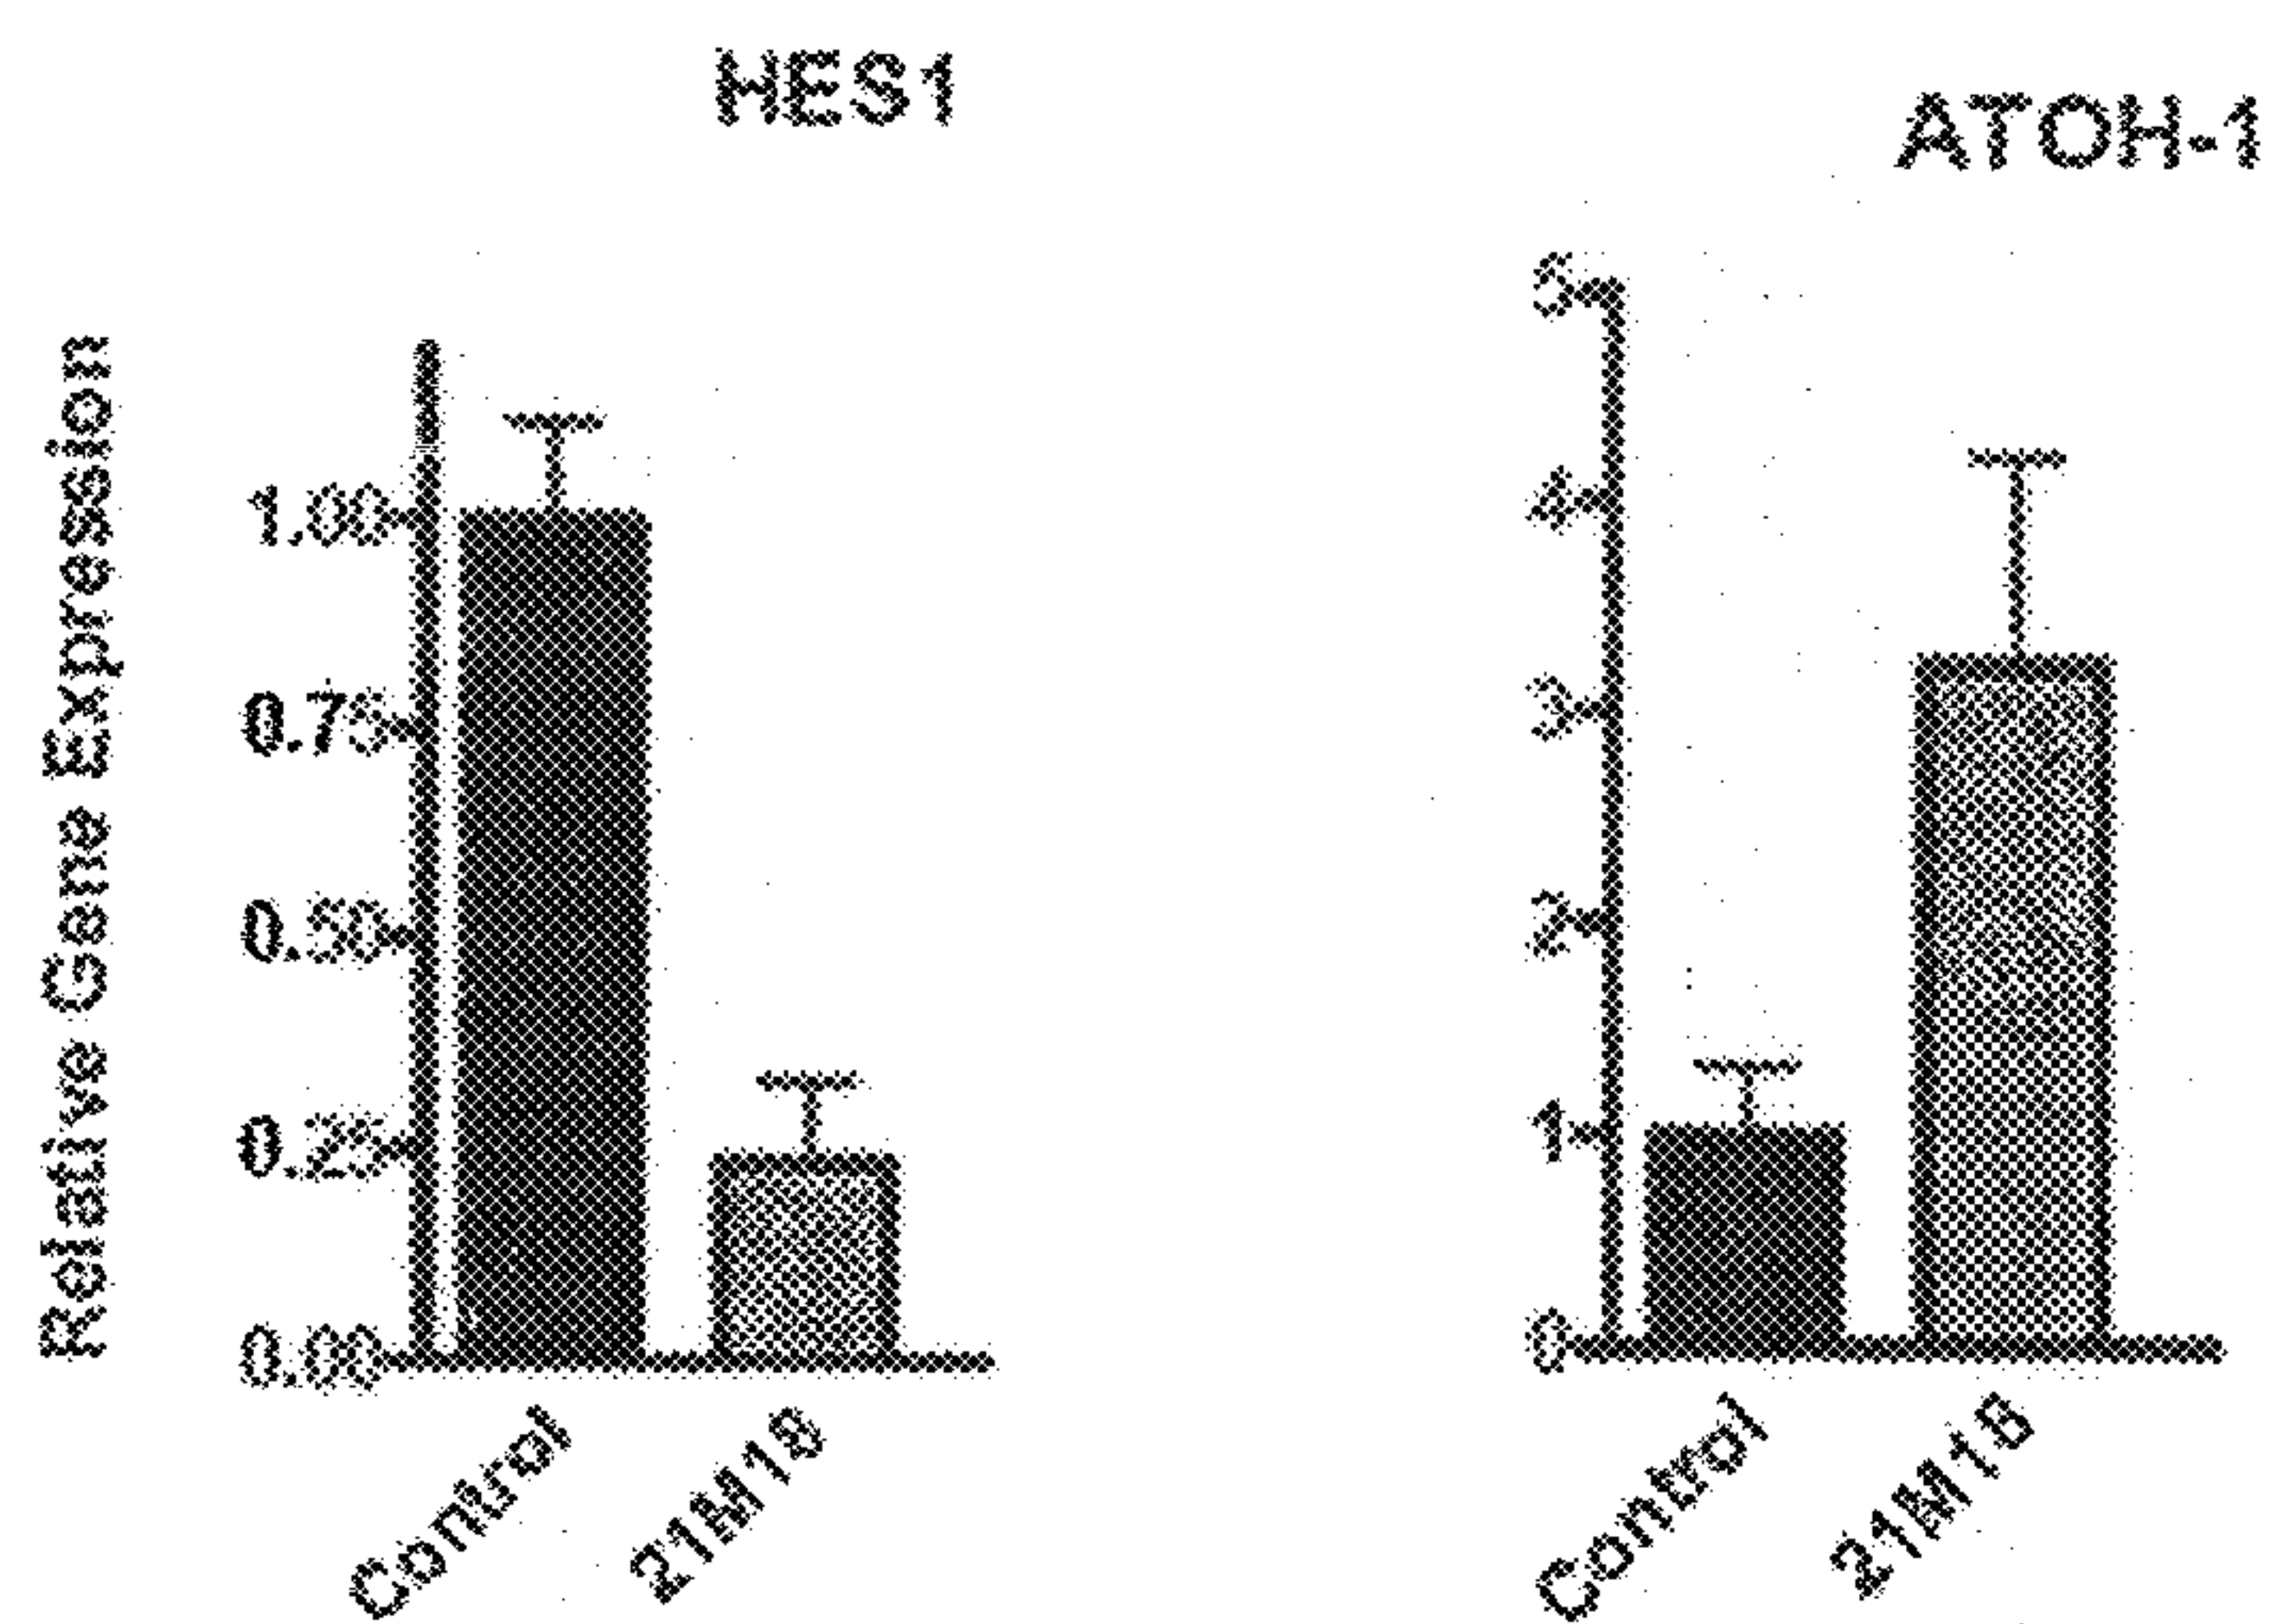 HES1
ATOH-1
Relative Gene Expression
1.00
0.75
0.50
0.25
0.00
Control
21M18
5
4
3
2
1
0
Control
21M18